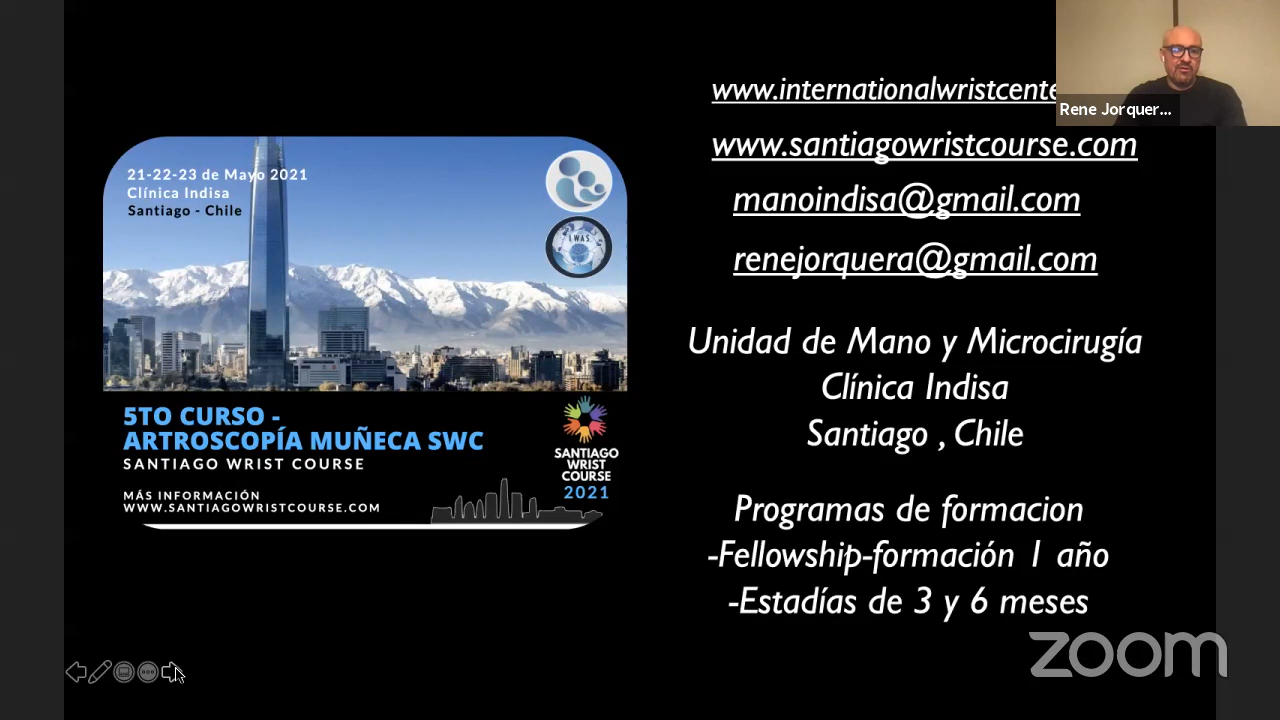 21-22-23 de Mayo 2021
Clínica Indisa
Santiago - Chile
IWAS
5TO CURSO -
ARTROSCOPÍA MUÑECA SWC
SANTIAGO WRIST COURSE
MÁS INFORMACIÓN
WWW.SANTIAGOWRISTCOURSE.COM
SANTIAGO
WRIST
COURSE
2021
www.internationalwristcente
www.santiagowristcourse.com
manoindisa@gmail.com
renejorquera@gmail.com
Unidad de Mano y Microcirugía
Clínica Indisa
Santiago , Chile
Programas de formacion
-Fellowship-formación 1 año
-Estadías de 3 y 6 meses
Rene Jorquer...
zoom